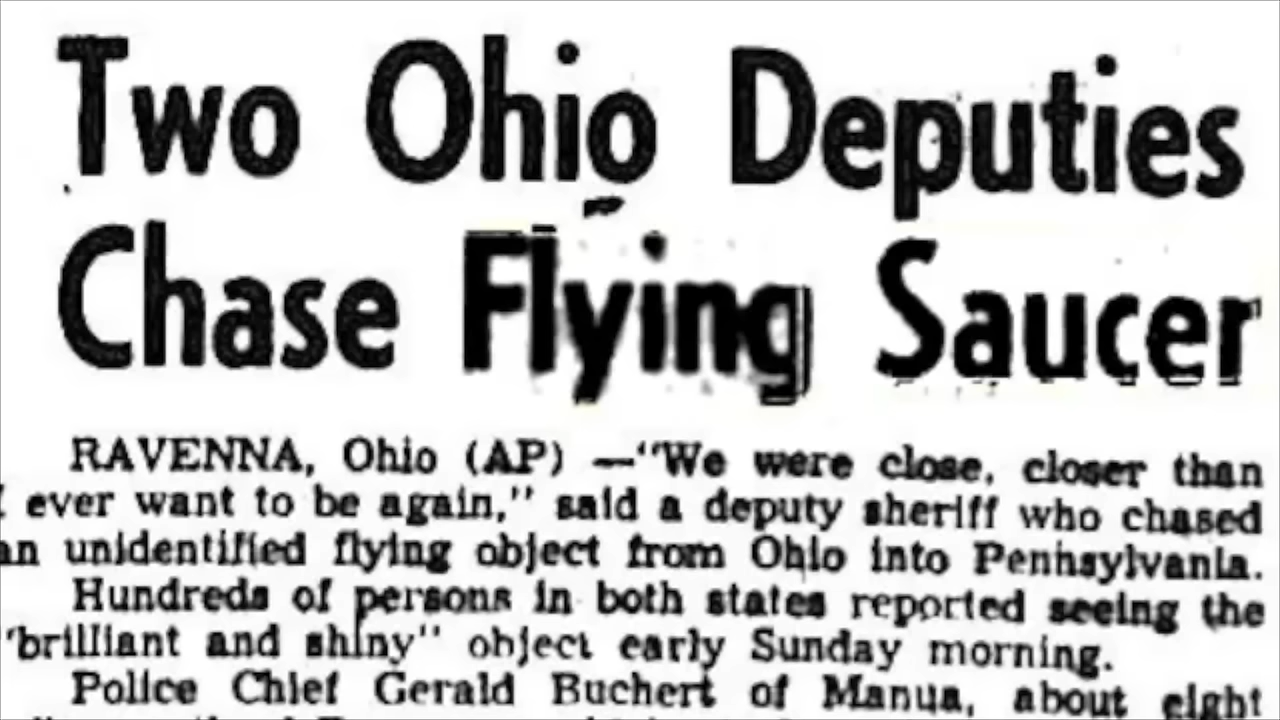 Two Ohio Deputies
Chase Flying Saucer
RAVENNA, Ohio (AP) —"We were close, closer than
I ever want to be again," said a deputy sheriff who chased
an unidentified flying object from Ohio into Pennsylvania.
Hundreds of persons in both states reported seeing the
"brilliant and shiny" object early Sunday morning.
Police Chief Gerald Buchert of Manua, about eight